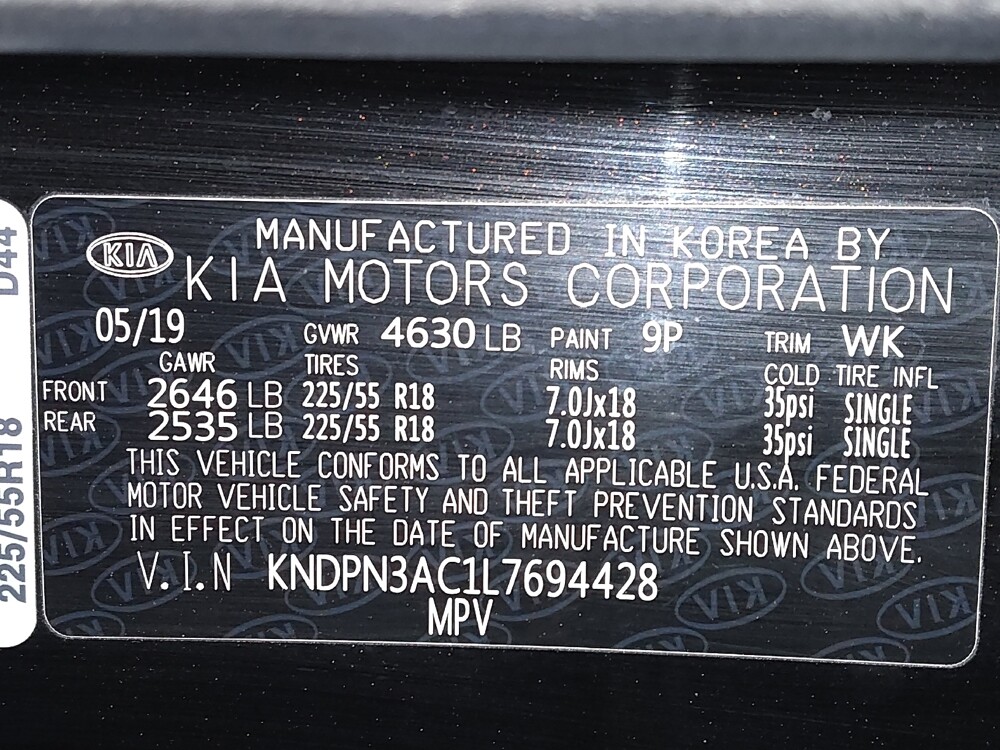 KIA
MANUFACTURED IN KOREA BY
KIA MOTORS CORPORATION
05/19 GVWR 4630 LB PAINT 9P TRIM WK
GAWR TIRES RIMS COLD TIRE INFL
FRONT 2646 LB 225/55 R18 7.0Jx18 35psi SINGLE
REAR 2535 LB 225/55 R18 7.0Jx18 35psi SINGLE
THIS VEHICLE CONFORMS TO ALL APPLICABLE U.S.A. FEDERAL
MOTOR VEHICLE SAFETY AND THEFT PREVENTION STANDARDS
IN EFFECT ON THE DATE OF MANUFACTURE SHOWN ABOVE.
V.I.N KNDPN3AC1L7694428
MPV
225/55R18 D44